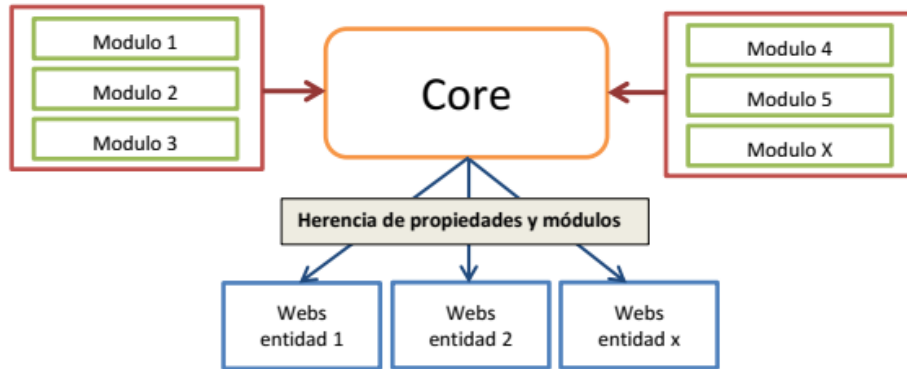 Modulo 1
Modulo 2
Modulo 3
Core
Modulo 4
Modulo 5
Modulo X
Herencia de propiedades y módulos
Webs
entidad 1
Webs
entidad 2
Webs
entidad x